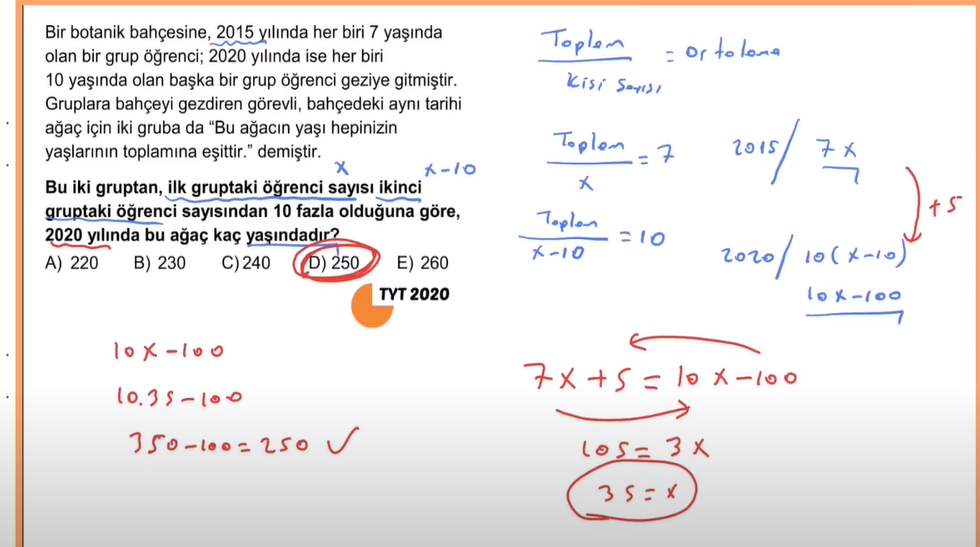 Bir botanik bahçesine, 2015 yılında her biri 7 yaşında
olan bir grup öğrenci; 2020 yılında ise her biri
10 yaşında olan başka bir grup öğrenci geziye gitmiştir.
Gruplara bahçeyi gezdiren görevli, bahçedeki aynı tarihi
ağaç için iki gruba da “Bu ağacın yaşı hepinizin
yaşlarının toplamına eşittir.” demiştir.
x x-10
Bu iki gruptan, ilk gruptaki öğrenci sayısı ikinci
gruptaki öğrenci sayısından 10 fazla olduğuna göre,
2020 yılında bu ağaç kaç yaşındadır?
A) 220 B) 230 C) 240 D) 250 E) 260
TYT 2020
10x-100
10.35-100
350-100=250 ✓
Toplam
= ortalama
Kişi Sayısı
Toplam
= 7
x
2015/ 7x
+5
Toplam
= 10
x-10
2020/ 10(x-10)
10x-100
7x+5=10x-100
105=3x
35=x